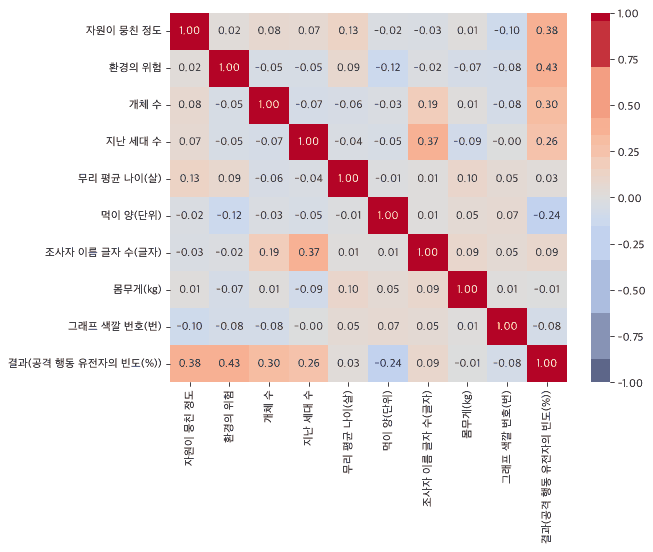 자원이 뭉친 정도 1.00 0.02 0.08 0.07 0.13 -0.02 -0.03 0.01 -0.10 0.38
환경의 위험 0.02 1.00 -0.05 -0.05 0.09 -0.12 -0.02 -0.07 -0.08 0.43
개체 수 0.08 -0.05 1.00 -0.07 -0.06 -0.03 0.19 0.01 -0.08 0.30
지난 세대 수 0.07 -0.05 -0.07 1.00 -0.04 -0.05 0.37 -0.09 -0.00 0.26
무리 평균 나이(살) 0.13 0.09 -0.06 -0.04 1.00 -0.01 0.01 0.10 0.05 0.03
먹이 양(단위) -0.02 -0.12 -0.03 -0.05 -0.01 1.00 0.01 0.05 0.07 -0.24
조사자 이름 글자 수(글자) -0.03 -0.02 0.19 0.37 0.01 0.01 1.00 0.09 0.05 0.09
몸무게(kg) 0.01 -0.07 0.01 -0.09 0.10 0.05 0.09 1.00 0.01 -0.01
그래프 색깔 번호(번) -0.10 -0.08 -0.08 -0.00 0.05 0.07 0.05 0.01 1.00 -0.08
결과(공격 행동 유전자의 빈도(%)) 0.38 0.43 0.30 0.26 0.03 -0.24 0.09 -0.01 -0.08 1.00
자원이 뭉친 정도
환경의 위험
개체 수
지난 세대 수
무리 평균 나이(살)
먹이 양(단위)
조사자 이름 글자 수(글자)
몸무게(kg)
그래프 색깔 번호(번)
결과(공격 행동 유전자의 빈도(%))
1.00
0.75
0.50
0.25
0.00
-0.25
-0.50
-0.75
-1.00